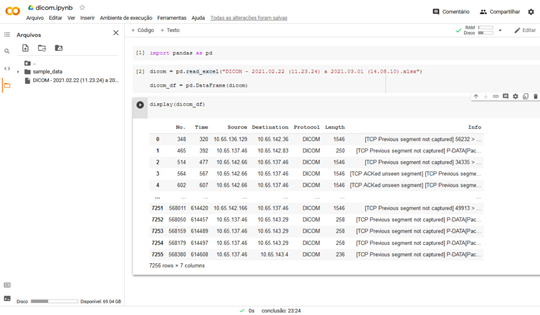 CO
dicom.ipynb
Arquivo Editar Ver Inserir Ambiente de execução Ferramentas Ajuda Todas as alterações foram salvas
Comentário Compartilhar
Arquivos
+ Código + Texto
RAM
Disco
Editar
..
sample_data
DICOM - 2021.02.22 (11.23.24) a 20...
[1] import pandas as pd
[2] dicom = pd.read_excel("DICOM - 2021.02.22 (11.23.24) a 2021.03.01 (14.08.10).xlsx")
dicom_df = pd.DataFrame(dicom)
display(dicom_df)
No. Time Source Destination Protocol Length Info
0 348 320 10.65.136.129 10.65.142.36 DICOM 1546 [TCP Previous segment not captured] 56232 > ...
1 465 392 10.65.137.46 10.65.142.83 DICOM 250 [TCP Previous segment not captured] P-DATA[Pac...
2 514 477 10.65.142.66 10.65.137.46 DICOM 1546 [TCP Previous segment not captured] 34335 > ...
3 564 567 10.65.142.66 10.65.137.46 DICOM 1546 [TCP ACKed unseen segment] [TCP Previous segme...
4 602 607 10.65.142.66 10.65.137.46 DICOM 1546 [TCP ACKed unseen segment] [TCP Previous segme...
... ... ... ... ... ... ... ...
7251 568011 614420 10.65.142.166 10.65.137.46 DICOM 1546 [TCP Previous segment not captured] 49913 > ...
7252 568050 614457 10.65.137.46 10.65.143.29 DICOM 258 [TCP Previous segment not captured] P-DATA[Pac...
7253 568159 614489 10.65.137.46 10.65.143.29 DICOM 258 [TCP Previous segment not captured] P-DATA[Pac...
7254 568179 614497 10.65.137.46 10.65.143.29 DICOM 258 [TCP Previous segment not captured] P-DATA[Pac...
7255 568380 614608 10.65.137.46 10.65.143.4 DICOM 236 [TCP Previous segment not captured] P-DATA[Pac...
7256 rows × 7 columns
Disco Disponível: 69.04 GB
0s conclusão: 23:24